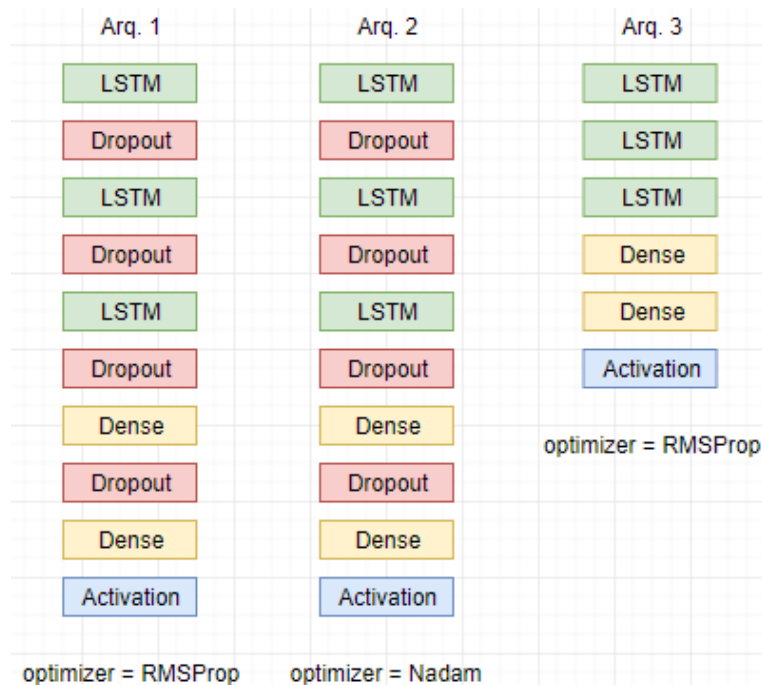 Arq. 1
LSTM
Dropout
LSTM
Dropout
LSTM
Dropout
Dense
Dropout
Dense
Activation
optimizer = RMSProp
Arq. 2
LSTM
Dropout
LSTM
Dropout
LSTM
Dropout
Dense
Dropout
Dense
Activation
optimizer = Nadam
Arq. 3
LSTM
LSTM
LSTM
Dense
Dense
Activation
optimizer = RMSProp